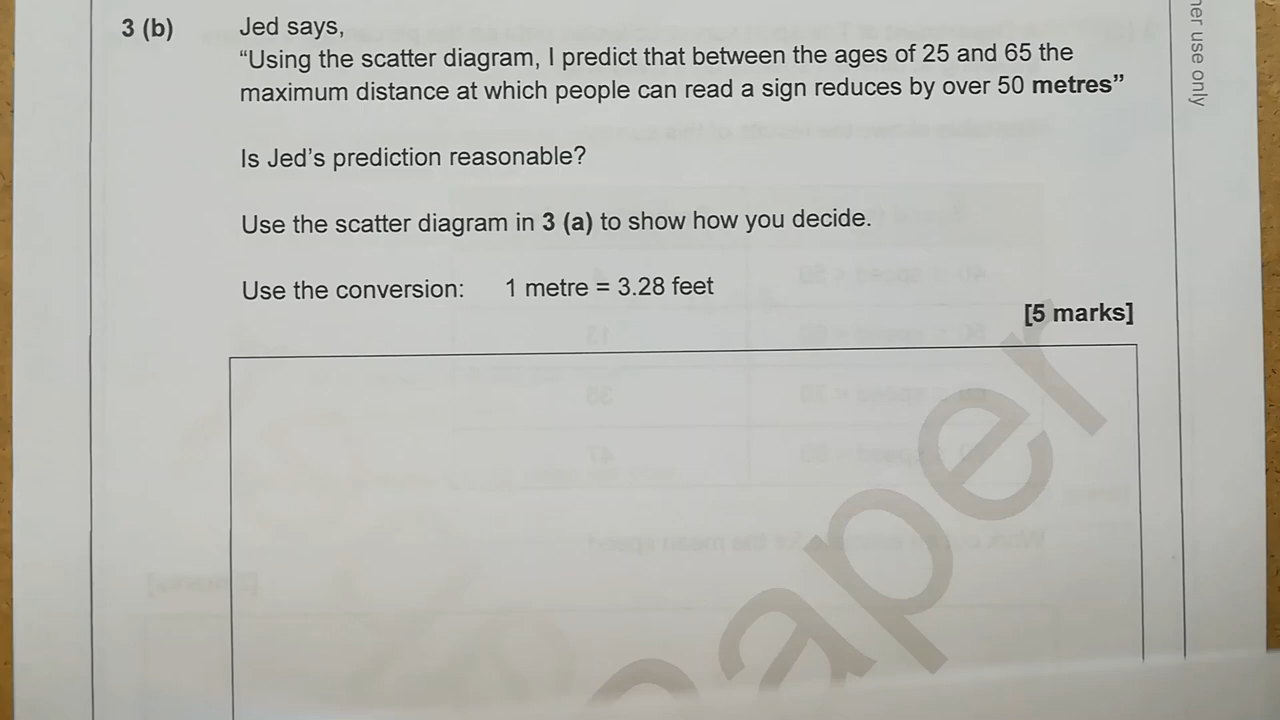 3 (b) Jed says,
“Using the scatter diagram, I predict that between the ages of 25 and 65 the
maximum distance at which people can read a sign reduces by over 50 metres”
Is Jed’s prediction reasonable?
Use the scatter diagram in 3 (a) to show how you decide.
Use the conversion: 1 metre = 3.28 feet
[5 marks]
aper
use only